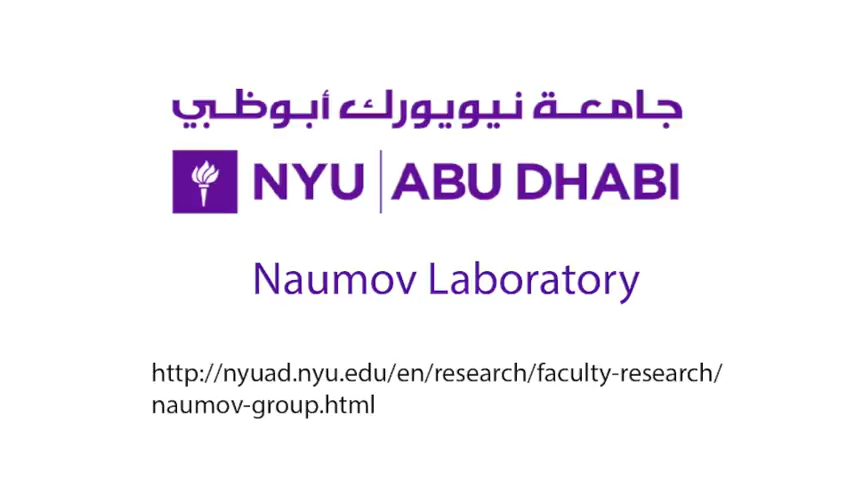 جامعة نيويورك أبوظبي
NYU | ABU DHABI
Naumov Laboratory
http://nyuad.nyu.edu/en/research/faculty-research/
naumov-group.html